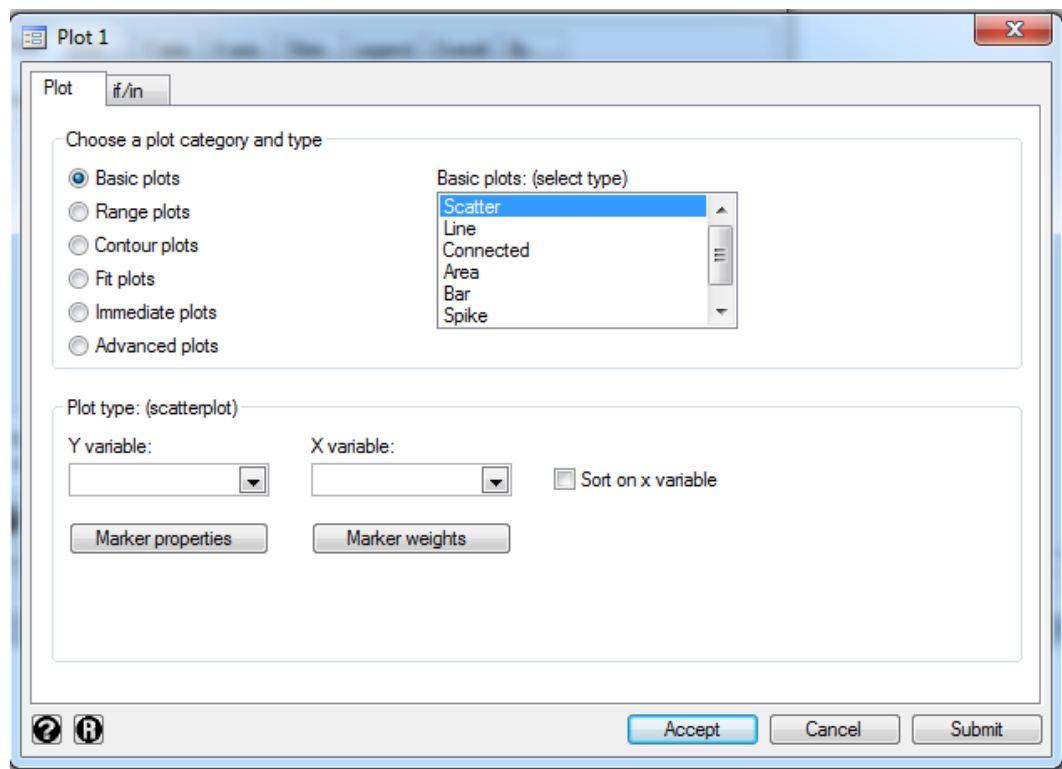 Plot 1
Plot
if/in
Choose a plot category and type
Basic plots
Range plots
Contour plots
Fit plots
Immediate plots
Advanced plots
Basic plots: (select type)
Scatter
Line
Connected
Area
Bar
Spike
Plot type: (scatterplot)
Y variable:
X variable:
Sort on x variable
Marker properties
Marker weights
? R
Accept
Cancel
Submit